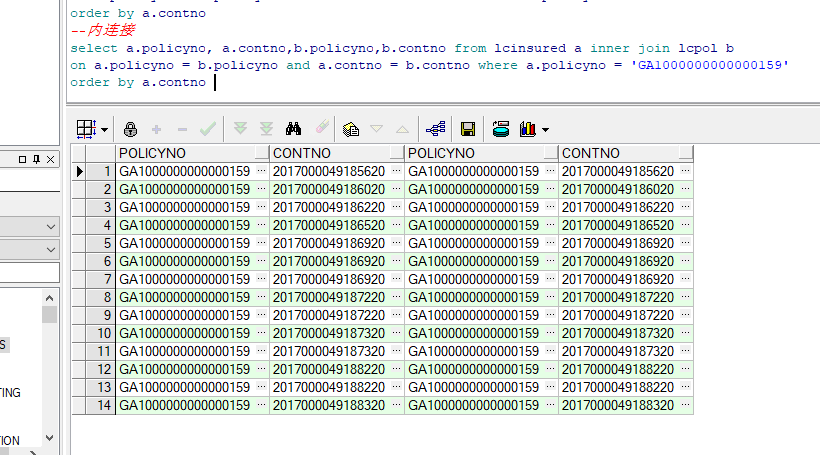 order by a.contno
--内连接
select a.policyno, a.contno,b.policyno,b.contno from lcinsured a inner join lcpol b
on a.policyno = b.policyno and a.contno = b.contno where a.policyno = 'GA1000000000000159'
order by a.contno
POLICYNO CONTNO POLICYNO CONTNO
1 GA1000000000000159 ... 2017000049185620 ... GA1000000000000159 ... 2017000049185620 ...
2 GA1000000000000159 ... 2017000049186020 ... GA1000000000000159 ... 2017000049186020 ...
3 GA1000000000000159 ... 2017000049186220 ... GA1000000000000159 ... 2017000049186220 ...
4 GA1000000000000159 ... 2017000049186520 ... GA1000000000000159 ... 2017000049186520 ...
5 GA1000000000000159 ... 2017000049186920 ... GA1000000000000159 ... 2017000049186920 ...
6 GA1000000000000159 ... 2017000049186920 ... GA1000000000000159 ... 2017000049186920 ...
7 GA1000000000000159 ... 2017000049186920 ... GA1000000000000159 ... 2017000049186920 ...
8 GA1000000000000159 ... 2017000049187220 ... GA1000000000000159 ... 2017000049187220 ...
9 GA1000000000000159 ... 2017000049187220 ... GA1000000000000159 ... 2017000049187220 ...
10 GA1000000000000159 ... 2017000049187320 ... GA1000000000000159 ... 2017000049187320 ...
11 GA1000000000000159 ... 2017000049187320 ... GA1000000000000159 ... 2017000049187320 ...
12 GA1000000000000159 ... 2017000049188220 ... GA1000000000000159 ... 2017000049188220 ...
13 GA1000000000000159 ... 2017000049188220 ... GA1000000000000159 ... 2017000049188220 ...
14 GA1000000000000159 ... 2017000049188320 ... GA1000000000000159 ... 2017000049188320 ...
S
TING
TION